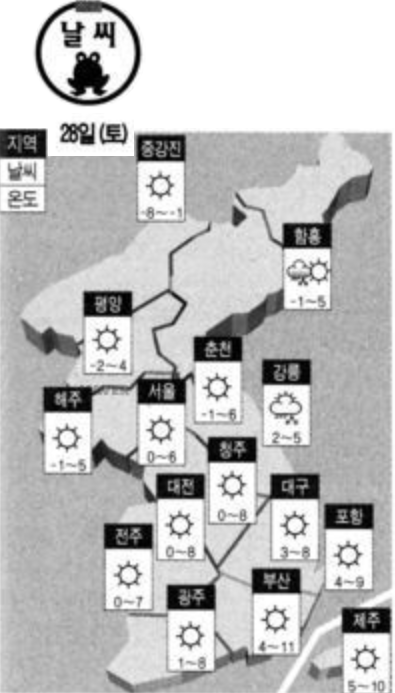 날씨
28일 (토)
지역
날씨
온도
중강진
-8~-1
함흥
-1~5
평양
-2~4
춘천
-1~6
강릉
2~5
해주
-1~5
서울
0~6
청주
0~8
대전
0~8
대구
3~8
포항
4~9
전주
0~7
광주
1~8
부산
4~11
제주
5~10